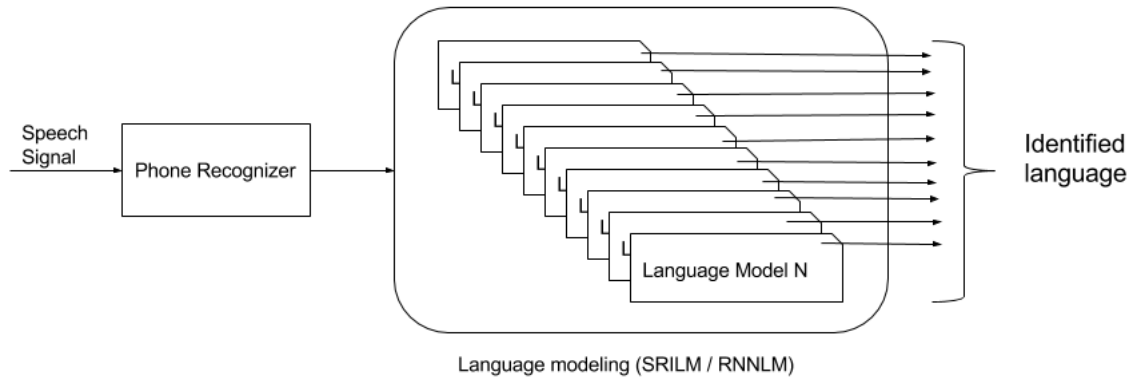 Speech
Signal
Phone Recognizer
L
L
L
L
L
L
L
L
L
Language Model N
Identified
language
Language modeling (SRILM / RNNLM)